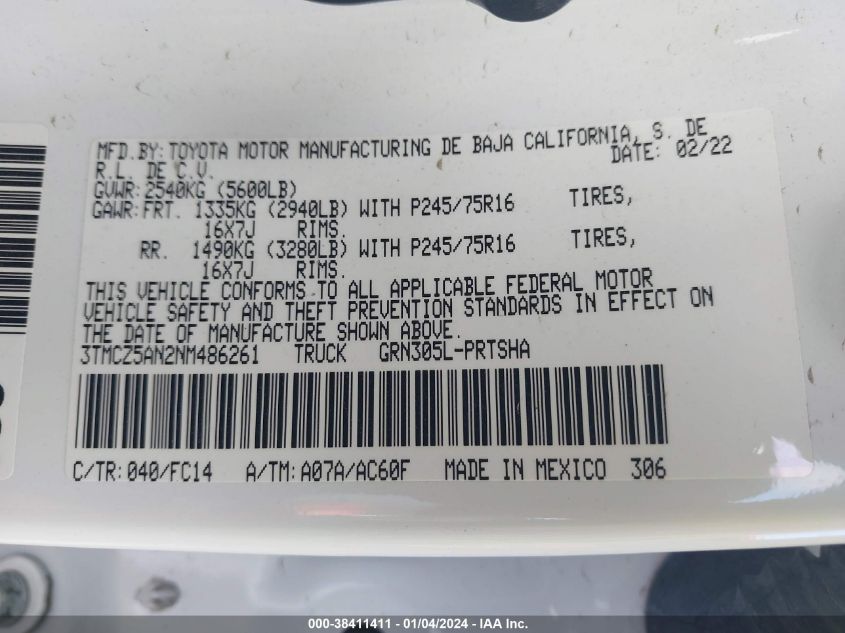 MFD.BY:TOYOTA MOTOR MANUFACTURING DE BAJA CALIFORNIA, S. DE
R.L. DE C.V. DATE: 02/22
GVWR:2540KG (5600LB)
GAWR:FRT. 1335KG (2940LB) WITH P245/75R16 TIRES,
16X7J RIMS.
RR. 1490KG (3280LB) WITH P245/75R16 TIRES,
16X7J RIMS.
THIS VEHICLE CONFORMS TO ALL APPLICABLE FEDERAL MOTOR
VEHICLE SAFETY AND THEFT PREVENTION STANDARDS IN EFFECT ON
THE DATE OF MANUFACTURE SHOWN ABOVE.
3TMCZ5AN2NM486261 TRUCK GRN305L-PRTSHA
C/TR:040/FC14 A/TM:A07A/AC60F MADE IN MEXICO 306
000-38411411 - 01/04/2024 - IAA Inc.